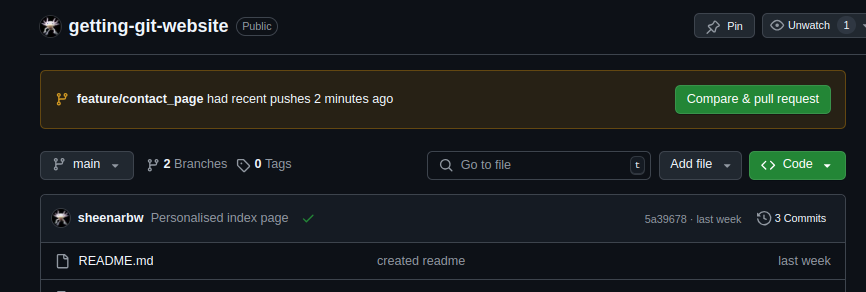 getting-git-website Public Pin Unwatch 1
feature/contact_page had recent pushes 2 minutes ago Compare & pull request
main 2 Branches 0 Tags Go to file t Add file Code
sheenarbw Personalised index page 5a39678 · last week 3 Commits
README.md created readme last week